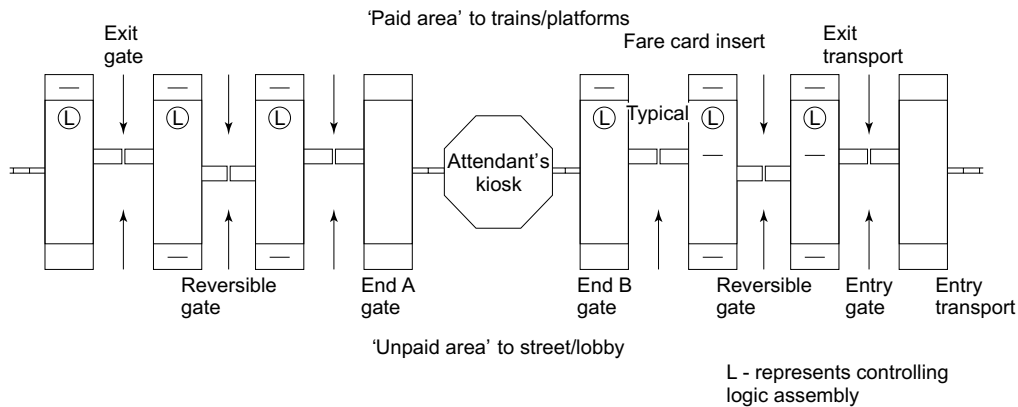 ‘Paid area’ to trains/platforms
Exit
gate
Fare card insert
Exit
transport
L
L
L
L
Typical
L
L
Attendant’s
kiosk
Reversible
gate
End A
gate
End B
gate
Reversible
gate
Entry
gate
Entry
transport
‘Unpaid area’ to street/lobby
L - represents controlling
logic assembly